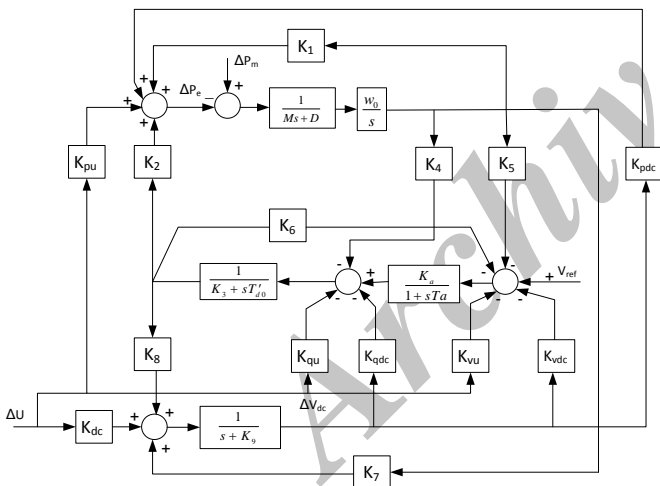 K1
ΔPm
+
+
+
ΔPe
−
+
+
+
1
Ms+D
w0
s
Kpu
K2
K4
K5
Kpdc
K6
-
-
-
+
Vref
1
K3+sT'd0
+
Ka
1+sTa
-
-
-
-
K8
Kqu
Kqdc
Kvu
Kvdc
ΔU
ΔVdc
Kdc
+
+
+
1
s+K9
+
K7
Archiv